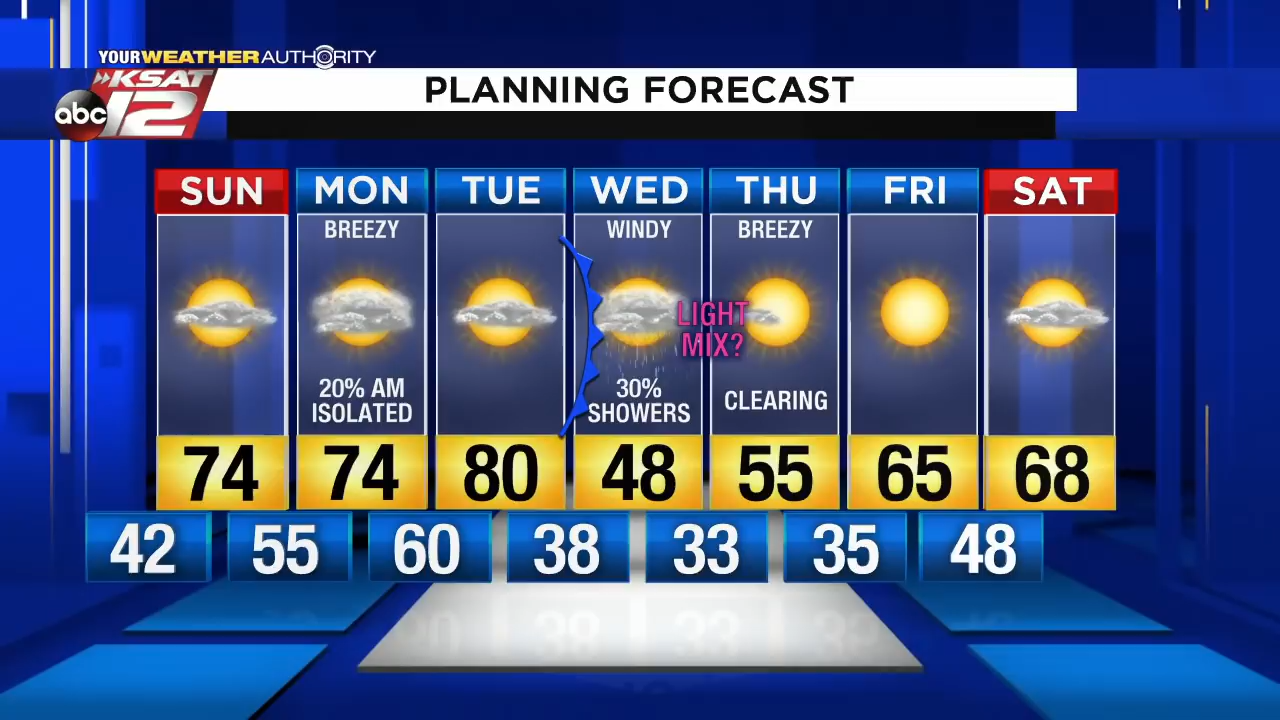 YOUR WEATHER AUTHORITY
KSAT
abc 12
PLANNING FORECAST
SUN MON TUE WED THU FRI SAT
BREEZY WINDY BREEZY
LIGHT
MIX?
20% AM
ISOLATED
30%
SHOWERS
CLEARING
74 74 80 48 55 65 68
42 55 60 38 33 35 48